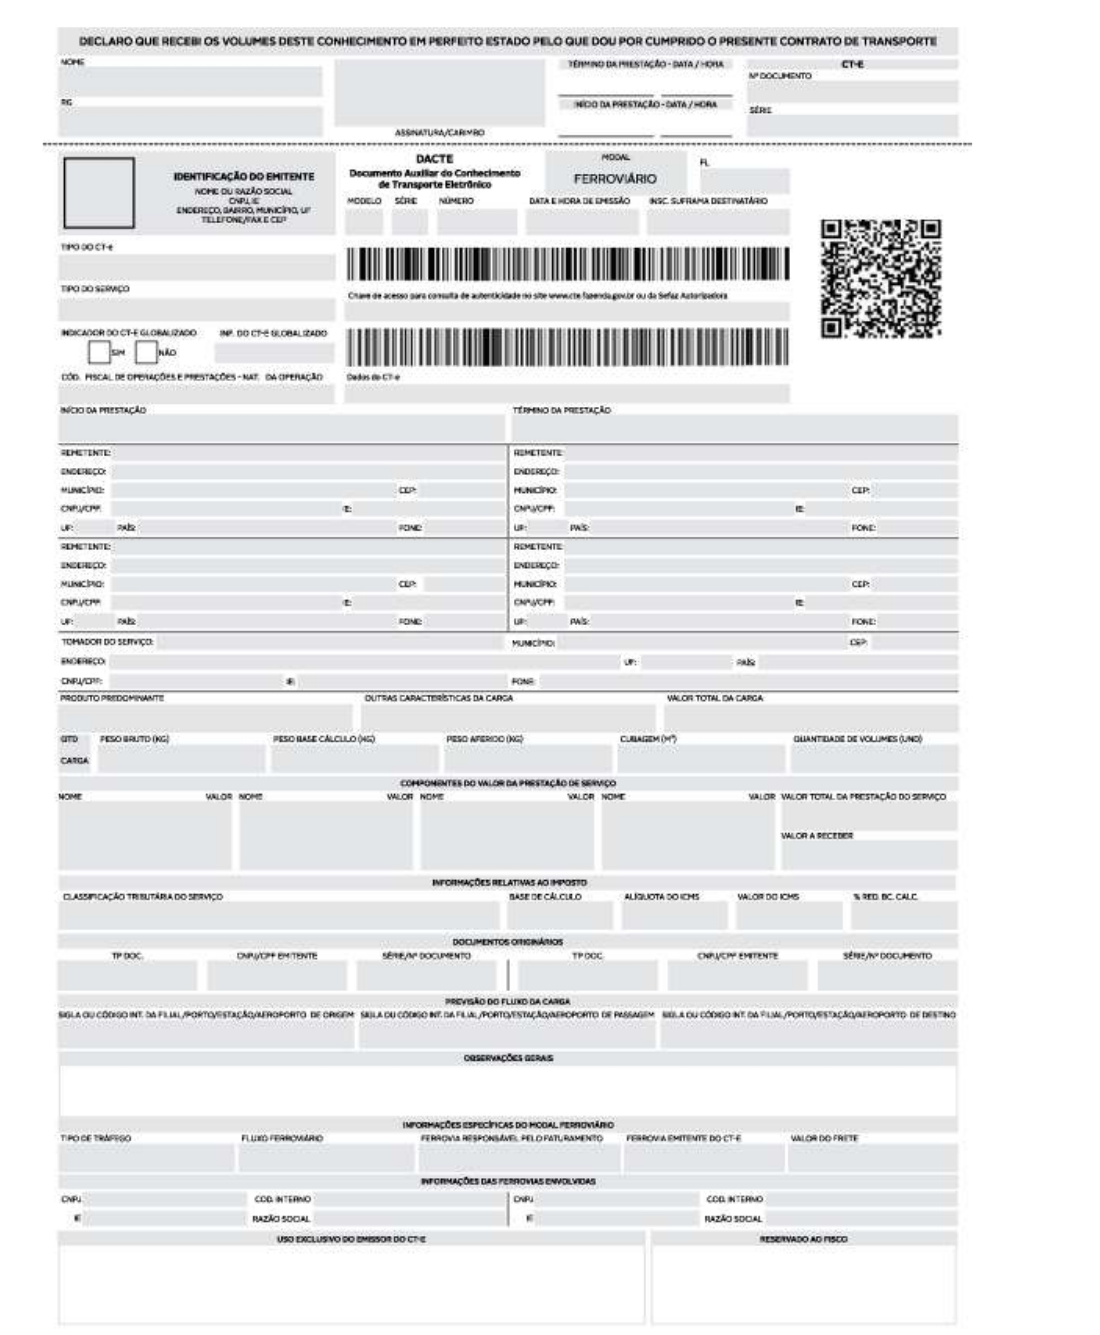 DECLARO QUE RECEBI OS VOLUMES DESTE CONHECIMENTO EM PERFEITO ESTADO PELO QUE DOU POR CUMPRIDO O PRESENTE CONTRATO DE TRANSPORTE
NOME
TÉRMINO DA PRESTAÇÃO - DATA / HORA
CT-E
Nº DOCUMENTO
RG
INÍCIO DA PRESTAÇÃO - DATA / HORA
SÉRIE
ASSINATURA/CARIMBO
IDENTIFICAÇÃO DO EMITENTE
NOME OU RAZÃO SOCIAL
CNPJ, IE
ENDEREÇO, BAIRRO, MUNICÍPIO, UF
TELEFONE/FAX E CEP
DACTE
Documento Auxiliar do Conhecimento
de Transporte Eletrônico
MODAL
FERROVIÁRIO
FL
MODELO SÉRIE NÚMERO DATA E HORA DE EMISSÃO INSC. SUFRAMA DESTINATÁRIO
TIPO DO CT-e
TIPO DO SERVIÇO
Chave de acesso para consulta de autenticidade no site www.cte.fazenda.gov.br ou da Sefaz Autorizadora
INDICADOR DO CT-E GLOBALIZADO INF. DO CT-E GLOBALIZADO
SIM NÃO
CÓD. FISCAL DE OPERAÇÕES E PRESTAÇÕES - NAT. DA OPERAÇÃO
Dados do CT-e
INÍCIO DA PRESTAÇÃO TÉRMINO DA PRESTAÇÃO
REMETENTE: REMETENTE:
ENDEREÇO: ENDEREÇO:
MUNICÍPIO: CEP: MUNICÍPIO: CEP:
CNPJ/CPF: IE: CNPJ/CPF: IE:
UF: PAÍS: FONE: UF: PAÍS: FONE:
REMETENTE: REMETENTE:
ENDEREÇO: ENDEREÇO:
MUNICÍPIO: CEP: MUNICÍPIO: CEP:
CNPJ/CPF: IE: CNPJ/CPF: IE:
UF: PAÍS: FONE: UF: PAÍS: FONE:
TOMADOR DO SERVIÇO: MUNICÍPIO: CEP:
ENDEREÇO: UF: PAÍS:
CNPJ/CPF: IE: FONE:
PRODUTO PREDOMINANTE OUTRAS CARACTERÍSTICAS DA CARGA VALOR TOTAL DA CARGA
QTD PESO BRUTO (KG) PESO BASE CÁLCULO (KG) PESO AFERIDO (KG) CUBAGEM (M³) QUANTIDADE DE VOLUMES (UND)
CARGA
COMPONENTES DO VALOR DA PRESTAÇÃO DE SERVIÇO
NOME VALOR NOME VALOR NOME VALOR NOME VALOR VALOR TOTAL DA PRESTAÇÃO DO SERVIÇO
VALOR A RECEBER
INFORMAÇÕES RELATIVAS AO IMPOSTO
CLASSIFICAÇÃO TRIBUTÁRIA DO SERVIÇO BASE DE CÁLCULO ALÍQUOTA DO ICMS VALOR DO ICMS % RED. BC. CALC.
DOCUMENTOS ORIGINÁRIOS
TP DOC. CNPJ/CPF EMITENTE SÉRIE/Nº DOCUMENTO TP DOC. CNPJ/CPF EMITENTE SÉRIE/Nº DOCUMENTO
PREVISÃO DO FLUXO DA CARGA
SIGLA OU CÓDIGO INT. DA FILIAL/PORTO/ESTAÇÃO/AEROPORTO DE ORIGEM SIGLA OU CÓDIGO INT. DA FILIAL/PORTO/ESTAÇÃO/AEROPORTO DE PASSAGEM SIGLA OU CÓDIGO INT. DA FILIAL/PORTO/ESTAÇÃO/AEROPORTO DE DESTINO
OBSERVAÇÕES GERAIS
INFORMAÇÕES ESPECÍFICAS DO MODAL FERROVIÁRIO
TIPO DE TRÁFEGO FLUXO FERROVIÁRIO FERROVIA RESPONSÁVEL PELO FATURAMENTO FERROVIA EMITENTE DO CT-E VALOR DO FRETE
INFORMAÇÕES DAS FERROVIAS ENVOLVIDAS
CNPJ COD. INTERNO CNPJ COD. INTERNO
IE RAZÃO SOCIAL IE RAZÃO SOCIAL
USO EXCLUSIVO DO EMISSOR DO CT-E RESERVADO AO FISCO